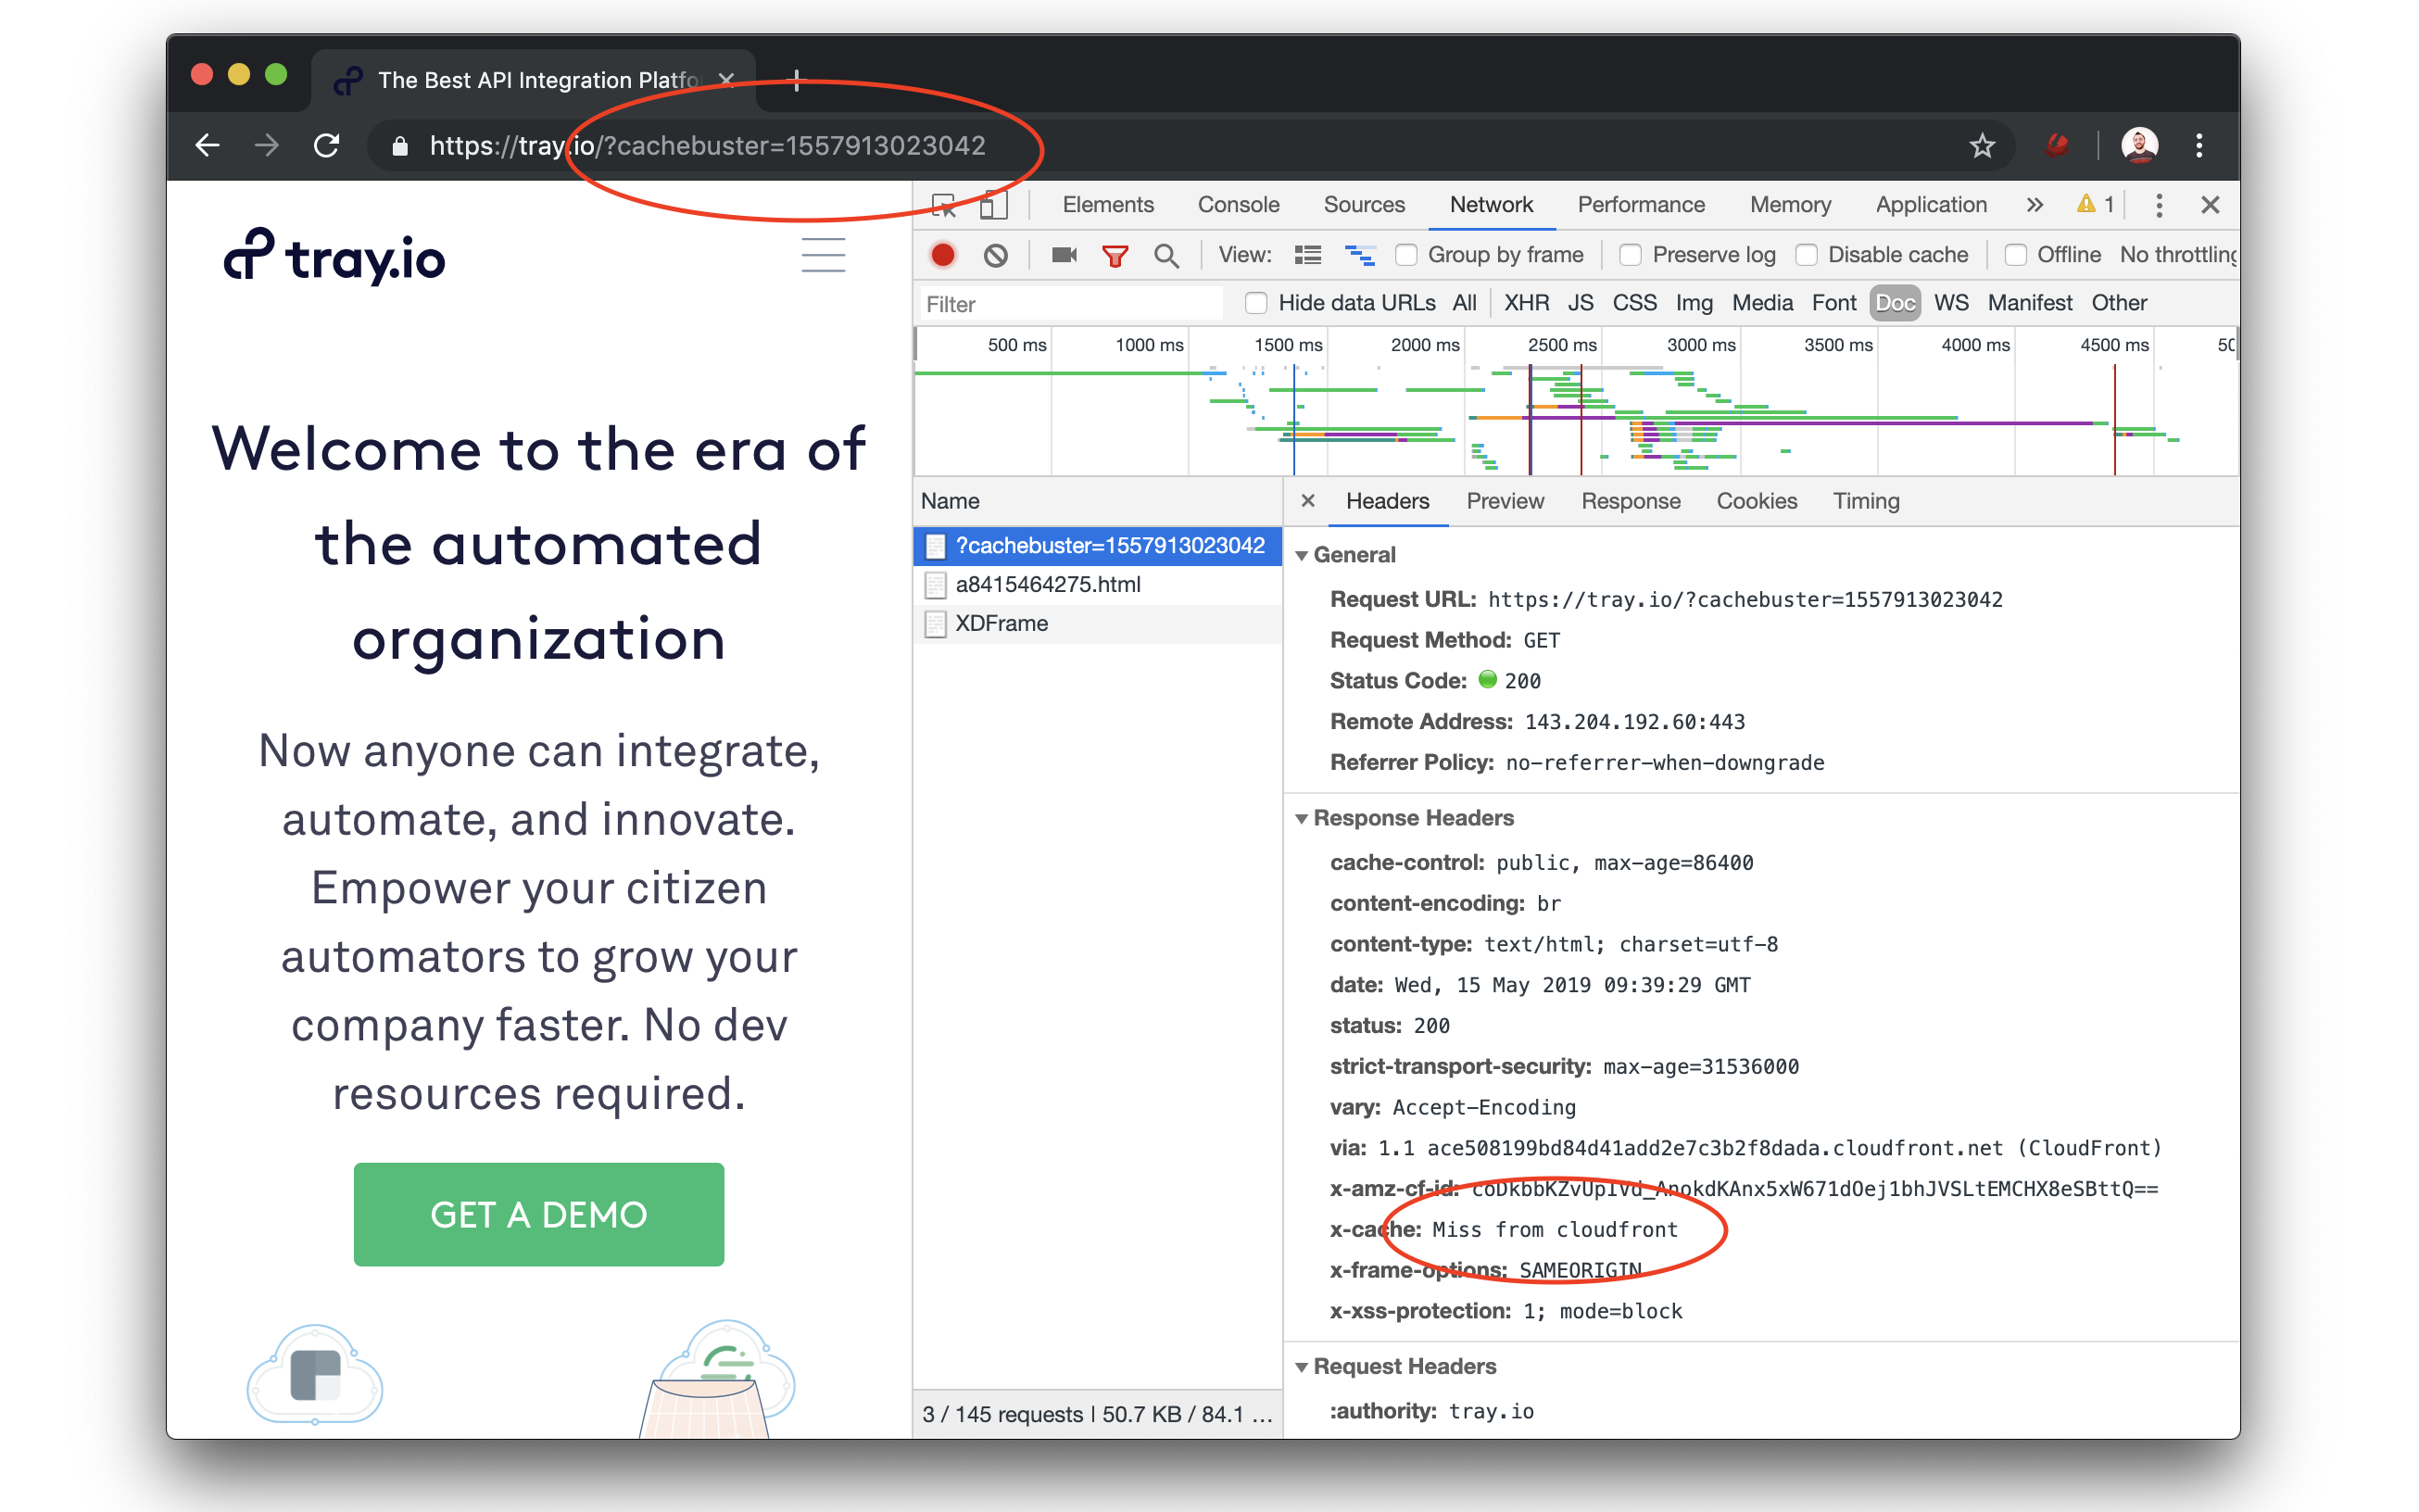 The Best API Integration Platfo
https://tray.io/?cachebuster=1557913023042
tray.io
Welcome to the era of
the automated
organization
Now anyone can integrate,
automate, and innovate.
Empower your citizen
automators to grow your
company faster. No dev
resources required.
GET A DEMO
Elements Console Sources Network Performance Memory Application » 1
View: Group by frame Preserve log Disable cache Offline No throttling
Filter Hide data URLs All XHR JS CSS Img Media Font Doc WS Manifest Other
500 ms 1000 ms 1500 ms 2000 ms 2500 ms 3000 ms 3500 ms 4000 ms 4500 ms 50
Name
?cachebuster=1557913023042
a8415464275.html
XDFrame
3 / 145 requests | 50.7 KB / 84.1 ...
Headers Preview Response Cookies Timing
General
Request URL: https://tray.io/?cachebuster=1557913023042
Request Method: GET
Status Code: 200
Remote Address: 143.204.192.60:443
Referrer Policy: no-referrer-when-downgrade
Response Headers
cache-control: public, max-age=86400
content-encoding: br
content-type: text/html; charset=utf-8
date: Wed, 15 May 2019 09:39:29 GMT
status: 200
strict-transport-security: max-age=31536000
vary: Accept-Encoding
via: 1.1 ace508199bd84d41add2e7c3b2f8dada.cloudfront.net (CloudFront)
x-amz-cf-id:
x-cache: Miss from cloudfront
x-frame-options: SAMEORIGIN
x-xss-protection: 1; mode=block
Request Headers
:authority: tray.io